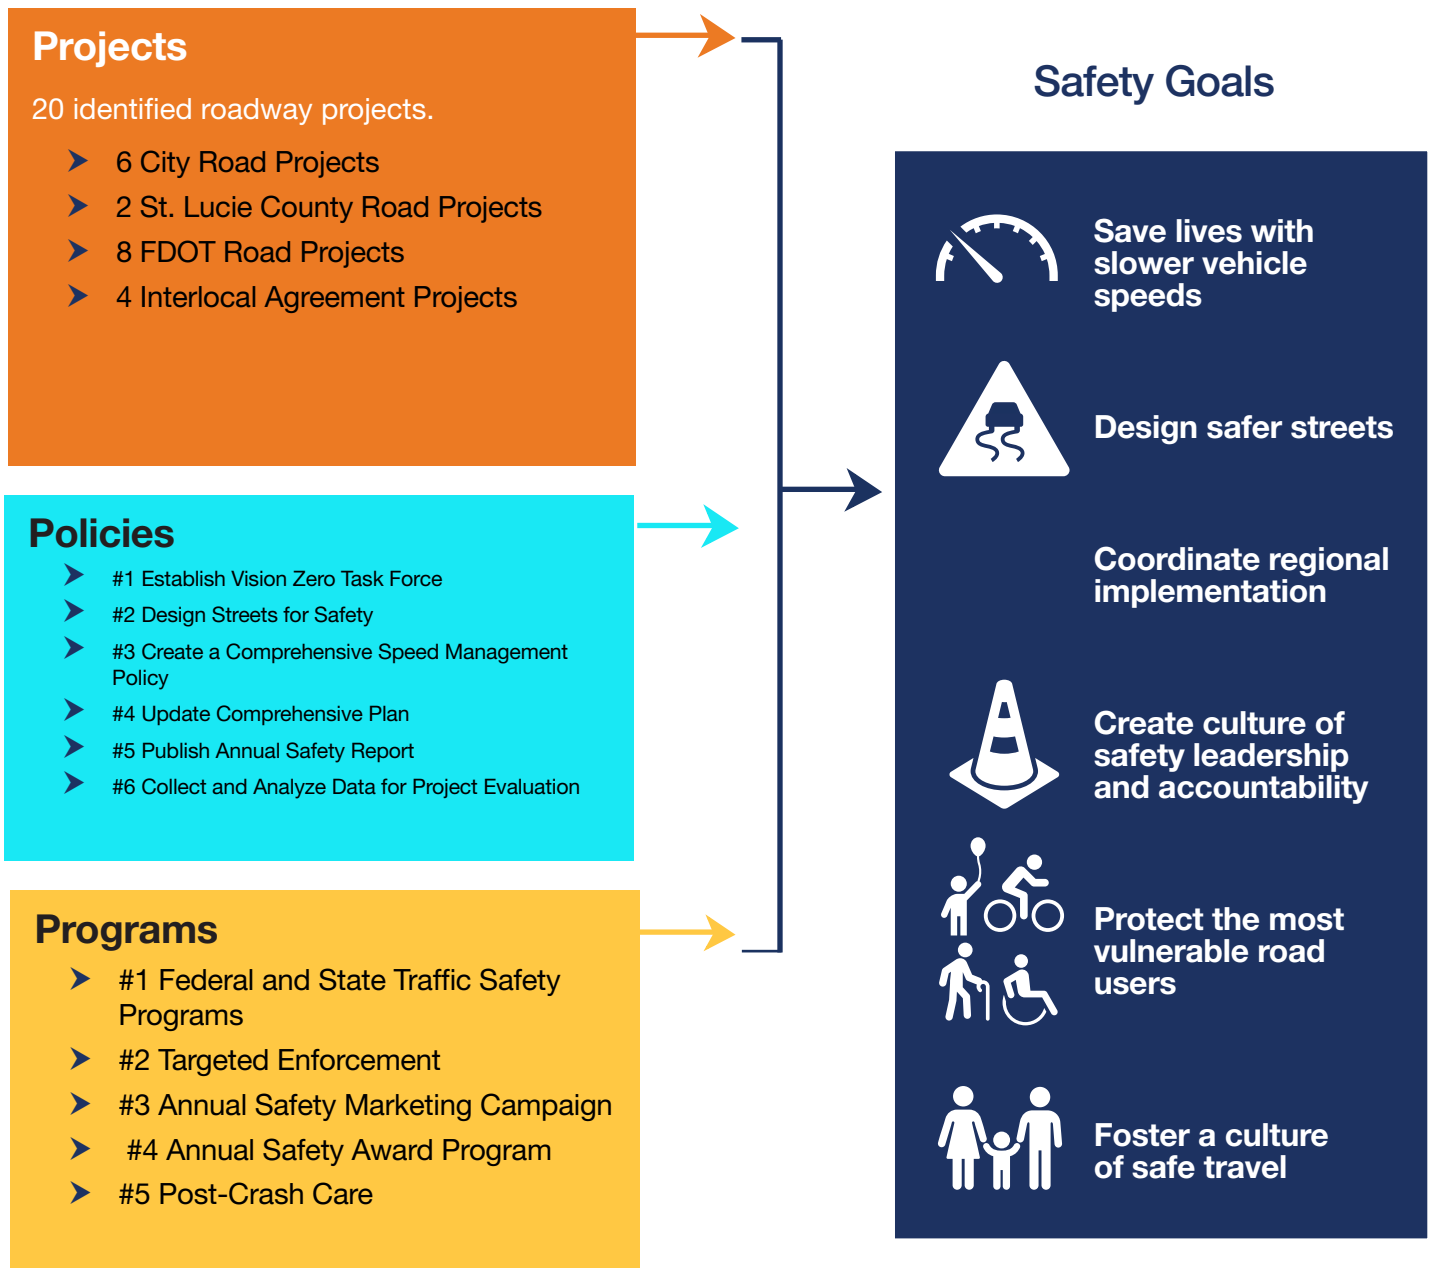 Projects
20 identified roadway projects.
6 City Road Projects
2 St. Lucie County Road Projects
8 FDOT Road Projects
4 Interlocal Agreement Projects
Policies
#1 Establish Vision Zero Task Force
#2 Design Streets for Safety
#3 Create a Comprehensive Speed Management
Policy
#4 Update Comprehensive Plan
#5 Publish Annual Safety Report
#6 Collect and Analyze Data for Project Evaluation
Programs
#1 Federal and State Traffic Safety
Programs
#2 Targeted Enforcement
#3 Annual Safety Marketing Campaign
#4 Annual Safety Award Program
#5 Post-Crash Care
Safety Goals
Save lives with
slower vehicle
speeds
Design safer streets
Coordinate regional
implementation
Create culture of
safety leadership
and accountability
Protect the most
vulnerable road
users
Foster a culture
of safe travel